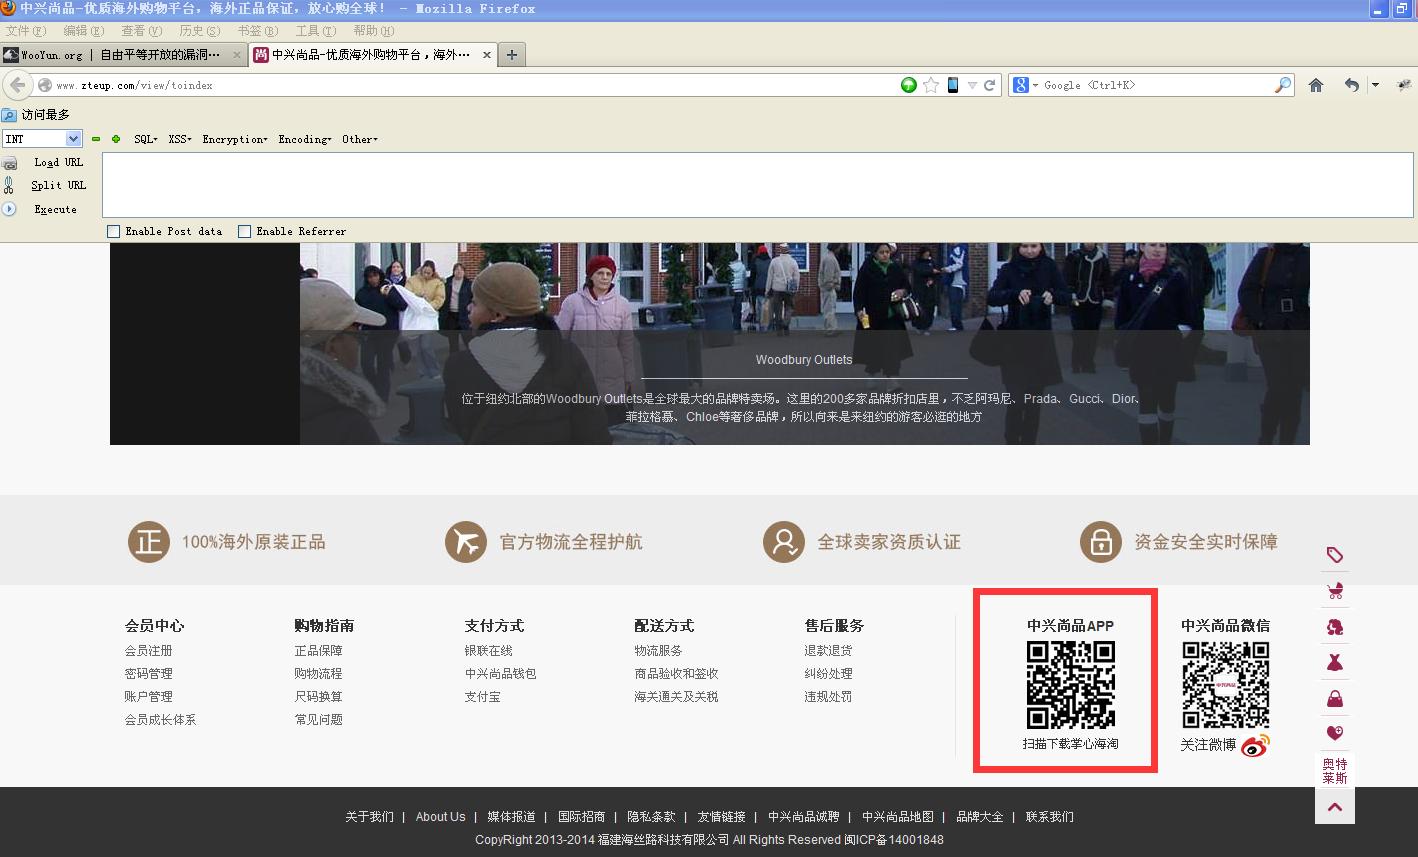 中兴尚品-优质海外购物平台，海外正品保证，放心购全球！ - Mozilla Firefox
文件(F) 编辑(E) 查看(V) 历史(S) 书签(B) 工具(T) 帮助(H)
WooYun.org | 自由平等开放的漏洞… 中兴尚品-优质海外购物平台，海外…
www.zteup.com/view/toindex Google <Ctrl+K>
访问最多
INT SQL XSS Encryption Encoding Other
Load URL
Split URL
Execute
Enable Post data Enable Referrer
Woodbury Outlets
位于纽约北部的Woodbury Outlets是全球最大的品牌特卖场。这里的200多家品牌折扣店里，不乏阿玛尼、Prada、Gucci、Dior、
菲拉格慕、Chloe等著侈品牌，所以向来是来纽约的游客必逛的地方
正 100%海外原装正品 官方物流全程护航 全球卖家资质认证 资金安全实时保障
会员中心 购物指南 支付方式 配送方式 售后服务 中兴尚品APP 中兴尚品微信
会员注册 正品保障 银联在线 物流服务 退款退货
密码管理 购物流程 中兴尚品钱包 商品验收和签收 纠纷处理
账户管理 尺码换算 支付宝 海关通关及关税 违规处罚
会员成长体系 常见问题
扫描下载掌心海淘 关注微博
奥特
莱斯
关于我们 | About Us | 媒体报道 | 国际招商 | 隐私条款 | 友情链接 | 中兴尚品诚聘 | 中兴尚品地图 | 品牌大全 | 联系我们
CopyRight 2013-2014 福建海丝路科技有限公司 All Rights Reserved 闽ICP备14001848